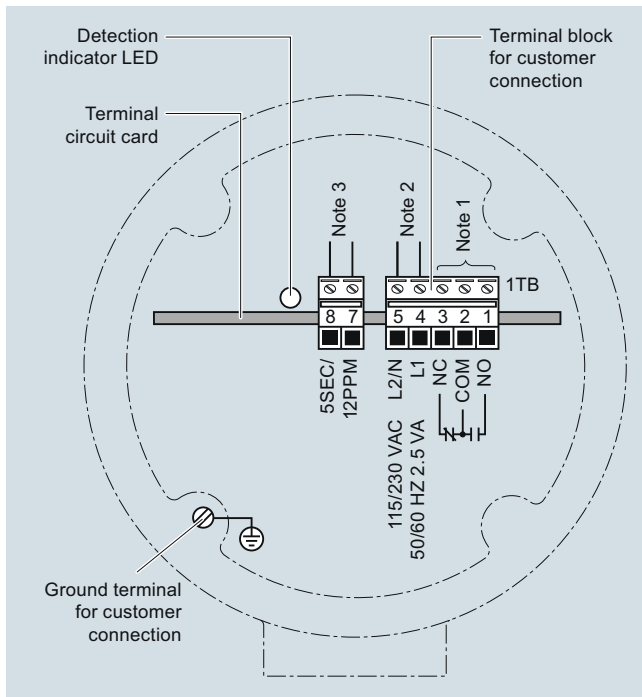 Detection
indicator LED
Terminal block
for customer
connection
Terminal
circuit card
Note 3
Note 2
Note 1
1TB
8 7 5 4 3 2 1
5SEC/
12PPM
L2/N
L1
NC
COM
NO
115/230 VAC
50/60 HZ 2.5 VA
Ground terminal
for customer
connection